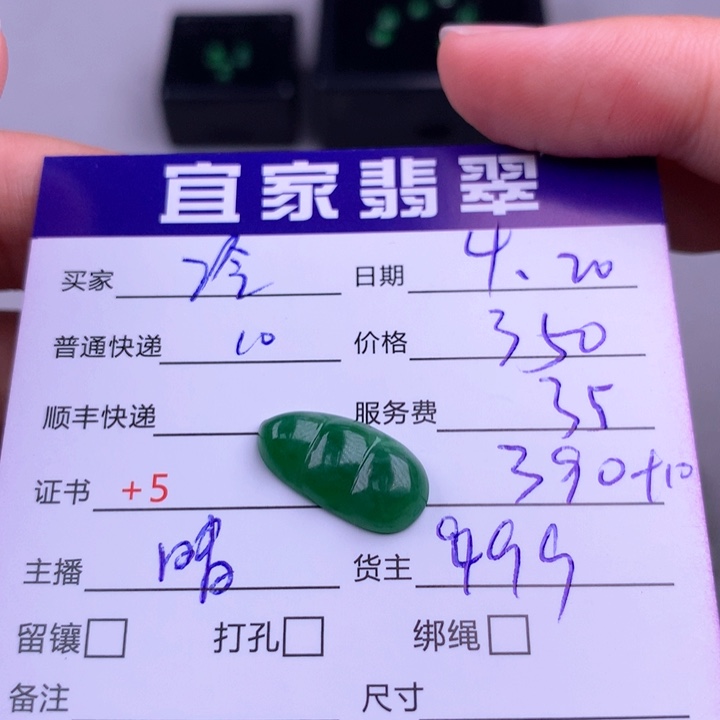 宜家翡翠
买家 冷 日期 4、20
普通快递 10 价格 350
顺丰快递 服务费 35
证书 +5 390+10
主播 晴 货主 499
留镶 打孔 绑绳
备注 尺寸